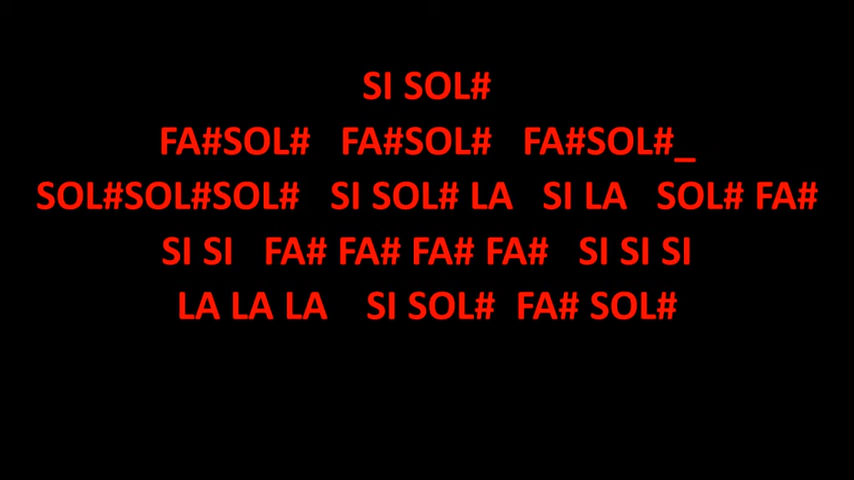 SI SOL#
FA#SOL# FA#SOL# FA#SOL#_
SOL#SOL#SOL# SI SOL# LA SI LA SOL# FA#
SI SI FA# FA# FA# FA# SI SI SI
LA LA LA SI SOL# FA# SOL#